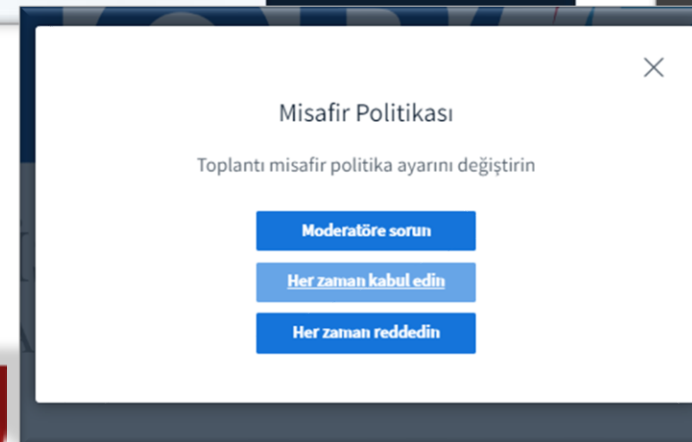 Misafir Politikası
Toplantı misafir politika ayarını değiştirin
Moderatöre sorun
Her zaman kabul edin
Her zaman reddedin